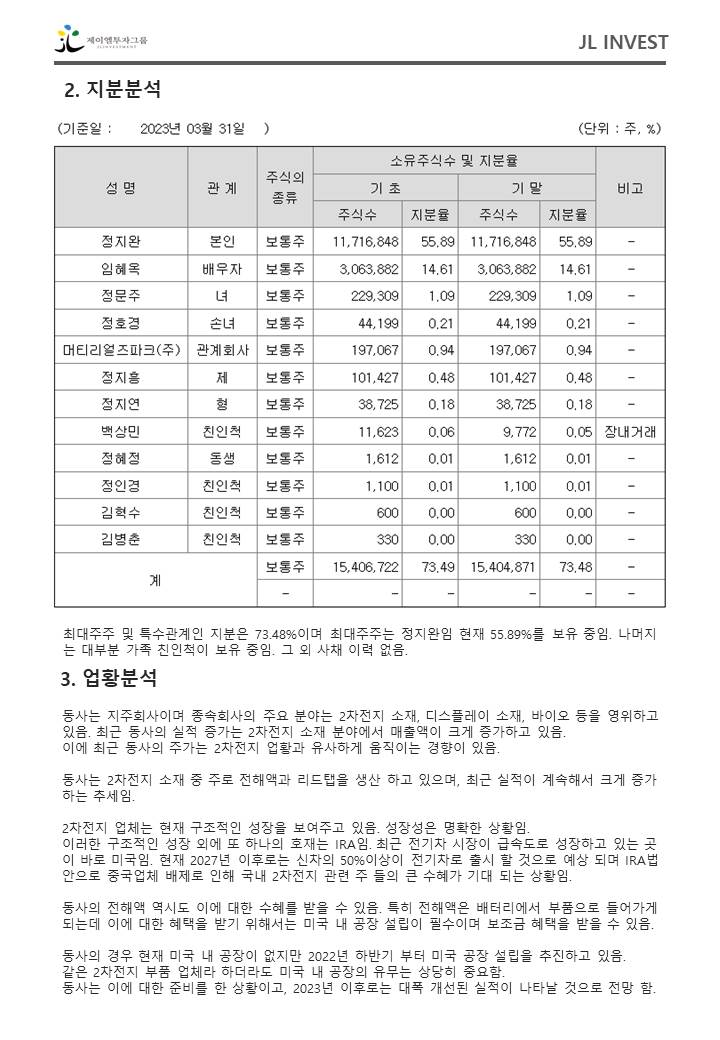 제이엘투자그룹
JLINVESTMENT
JL INVEST
2. 지분분석
(기준일 : 2023년 03월 31일 ) (단위 : 주, %)
성 명 관 계 주식의 종류 소유주식수 및 지분율 비고
기 초 기 말
주식수 지분율 주식수 지분율
정지완 본인 보통주 11,716,848 55.89 11,716,848 55.89 -
임혜옥 배우자 보통주 3,063,882 14.61 3,063,882 14.61 -
정문주 녀 보통주 229,309 1.09 229,309 1.09 -
정호경 손녀 보통주 44,199 0.21 44,199 0.21 -
머티리얼즈파크(주) 관계회사 보통주 197,067 0.94 197,067 0.94 -
정지흥 제 보통주 101,427 0.48 101,427 0.48 -
정지연 형 보통주 38,725 0.18 38,725 0.18 -
백상민 친인척 보통주 11,623 0.06 9,772 0.05 장내거래
정혜정 동생 보통주 1,612 0.01 1,612 0.01 -
정인경 친인척 보통주 1,100 0.01 1,100 0.01 -
김혁수 친인척 보통주 600 0.00 600 0.00 -
김병춘 친인척 보통주 330 0.00 330 0.00 -
계 보통주 15,406,722 73.49 15,404,871 73.48 -
- - - - - -
최대주주 및 특수관계인 지분은 73.48%이며 최대주주는 정지완임 현재 55.89%를 보유 중임. 나머지
는 대부분 가족 친인척이 보유 중임. 그 외 사채 이력 없음.
3. 업황분석
동사는 지주회사이며 종속회사의 주요 분야는 2차전지 소재, 디스플레이 소재, 바이오 등을 영위하고
있음. 최근 동사의 실적 증가는 2차전지 소재 분야에서 매출액이 크게 증가하고 있음.
이에 최근 동사의 주가는 2차전지 업황과 유사하게 움직이는 경향이 있음.
동사는 2차전지 소재 중 주로 전해액과 리드탭을 생산 하고 있으며, 최근 실적이 계속해서 크게 증가
하는 추세임.
2차전지 업체는 현재 구조적인 성장을 보여주고 있음. 성장성은 명확한 상황임.
이러한 구조적인 성장 외에 또 하나의 호재는 IRA임. 최근 전기차 시장이 급속도로 성장하고 있는 곳
이 바로 미국임. 현재 2027년 이후로는 신차의 50%이상이 전기차로 출시 할 것으로 예상 되며 IRA법
안으로 중국업체 배제로 인해 국내 2차전지 관련 주 들의 큰 수혜가 기대 되는 상황임.
동사의 전해액 역시도 이에 대한 수혜를 받을 수 있음. 특히 전해액은 배터리에서 부품으로 들어가게
되는데 이에 대한 혜택을 받기 위해서는 미국 내 공장 설립이 필수이며 보조금 혜택을 받을 수 있음.
동사의 경우 현재 미국 내 공장이 없지만 2022년 하반기 부터 미국 공장 설립을 추진하고 있음.
같은 2차전지 부품 업체라 하더라도 미국 내 공장의 유무는 상당히 중요함.
동사는 이에 대한 준비를 한 상황이고, 2023년 이후로는 대폭 개선된 실적이 나타날 것으로 전망 함.